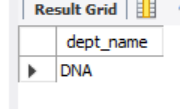 Result Grid
dept_name
DNA